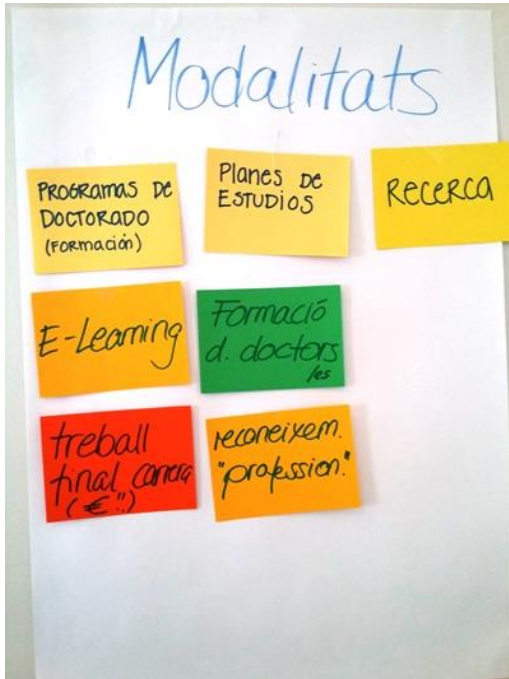 Modalitats
PROGRAMAS DE
DOCTORADO
(FORMACIÓN)
PLANES DE
ESTUDIOS
RECERCA
E-Learning
Formació
d. doctors
/es
treball
final carrera
(€"..)
reconeixem.
"profession."